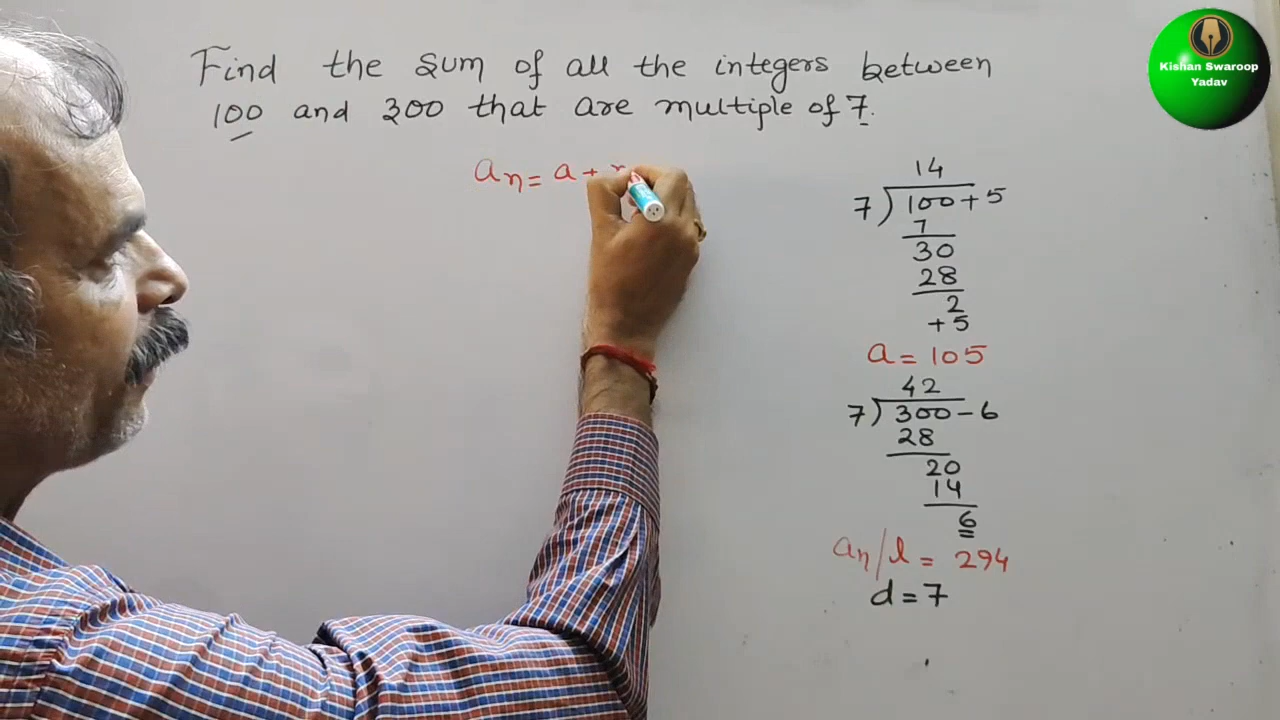 Find the sum of all the integers between
100 and 300 that are multiple of 7.
an = a +
14
7 ) 100 + 5
7
30
28
2
+ 5
a = 105
42
7 ) 300 - 6
28
20
14
6
an / l = 294
d = 7
Kishan Swaroop
Yadav